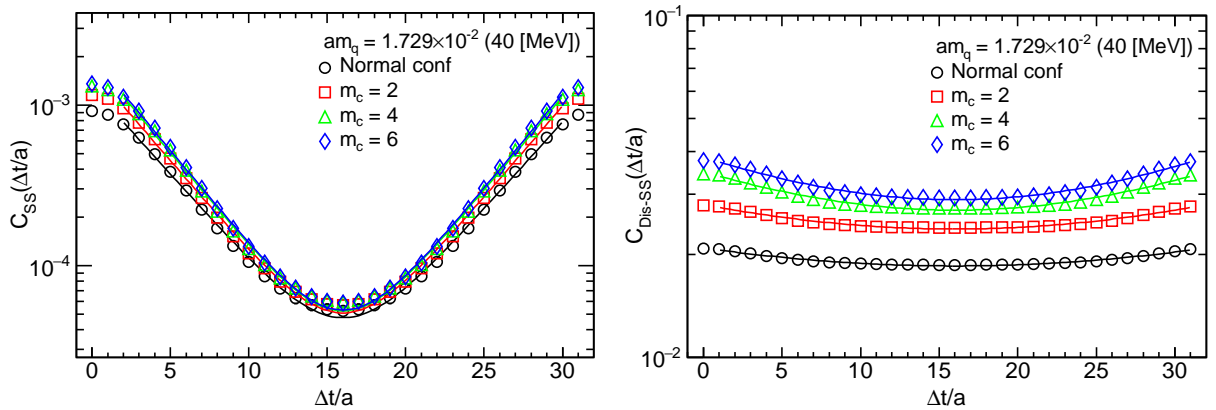 am_q = 1.729×10⁻² (40 [MeV])
Normal conf
m_c = 2
m_c = 4
m_c = 6
C_SS(Δt/a)
10⁻³
10⁻⁴
0 5 10 15 20 25 30
Δt/a
10⁻¹
am_q = 1.729×10⁻² (40 [MeV])
Normal conf
m_c = 2
m_c = 4
m_c = 6
C_Dis-SS(Δt/a)
10⁻²
0 5 10 15 20 25 30
Δt/a